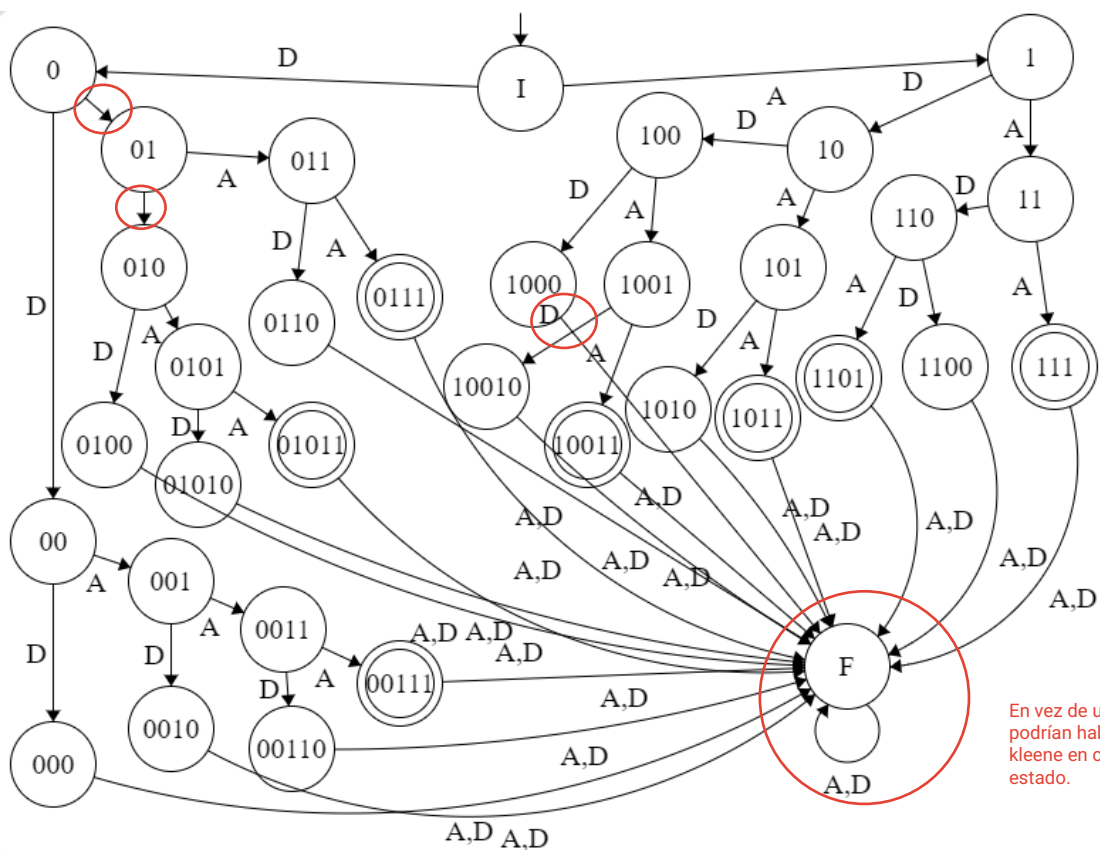 D
0
I
1
D
A
D
01
A
011
100
D
10
A
11
D
A
110
D
D
A
A
010
D
A
0111
1000
1001
101
A
D
A
D
D
0110
D
A
D
A
0101
10010
1010
1011
1101
1100
111
D
A
0100
01011
10011
01010
A,D
A,D
A,D
A,D
A,D
00
A,D
A,D
A,D
A,D
A
001
A,D
A
0011
A,D
A,D
A,D
D
D
D
A
00111
F
A,D
0010
00110
000
A,D
A,D
A,D
A,D
En vez de u
podrían hal
kleene en c
estado.